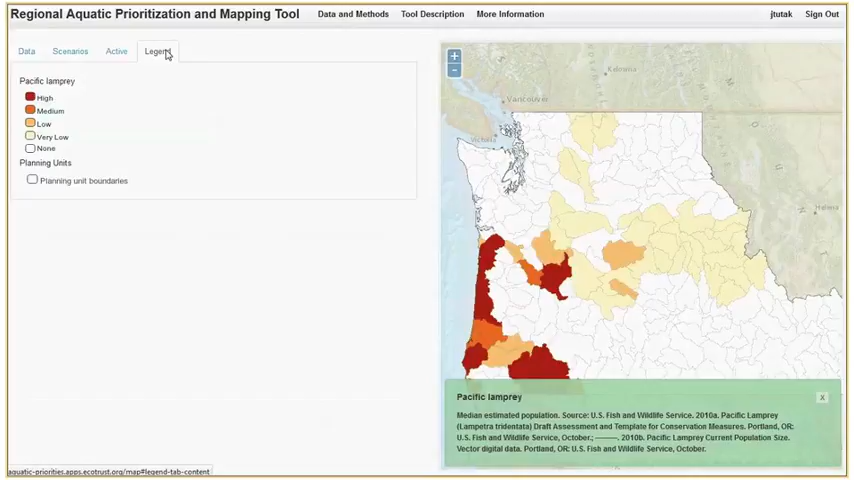 Regional Aquatic Prioritization and Mapping Tool Data and Methods Tool Description More Information jtutak Sign Out
Data Scenarios Active Legend
Pacific lamprey
High
Medium
Low
Very Low
None
Planning Units
Planning unit boundaries
+
-
Kelowna
Vancouver
Victoria
Helena
Pacific lamprey x
Median estimated population. Source: U.S. Fish and Wildlife Service. 2010a. Pacific Lamprey
(Lampetra tridentata) Draft Assessment and Template for Conservation Measures. Portland, OR:
U.S. Fish and Wildlife Service, October.; ———. 2010b. Pacific Lamprey Current Population Size.
Vector digital data. Portland, OR: U.S. Fish and Wildlife Service, October.
aquatic-priorities.apps.ecotrust.org/map#legend-tab-content